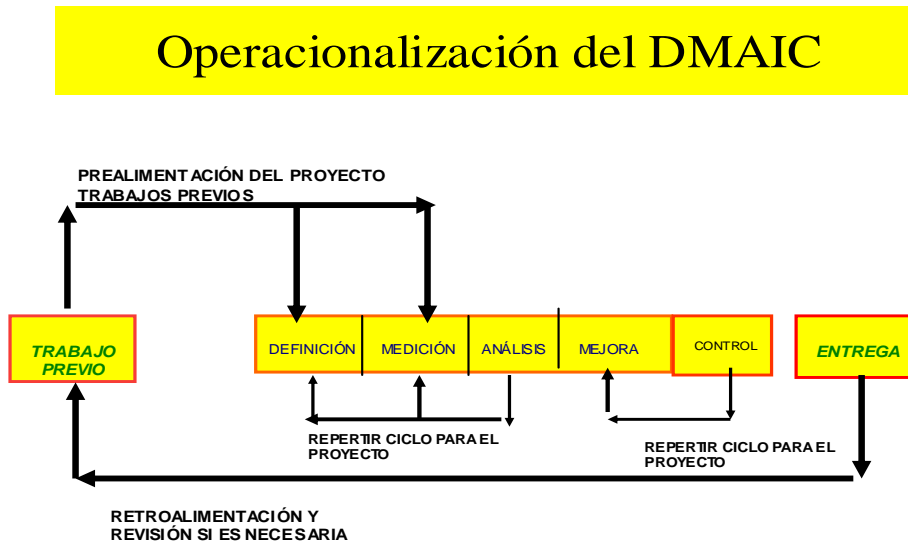 Operacionalización del DMAIC
PREALIMENTACIÓN DEL PROYECTO
TRABAJOS PREVIOS
TRABAJO
PREVIO
DEFINICIÓN
MEDICIÓN
ANÁLISIS
MEJORA
CONTROL
ENTREGA
REPERTIR CICLO PARA EL
PROYECTO
REPERTIR CICLO PARA EL
PROYECTO
RETROALIMENTACIÓN Y
REVISIÓN SI ES NECESARIA